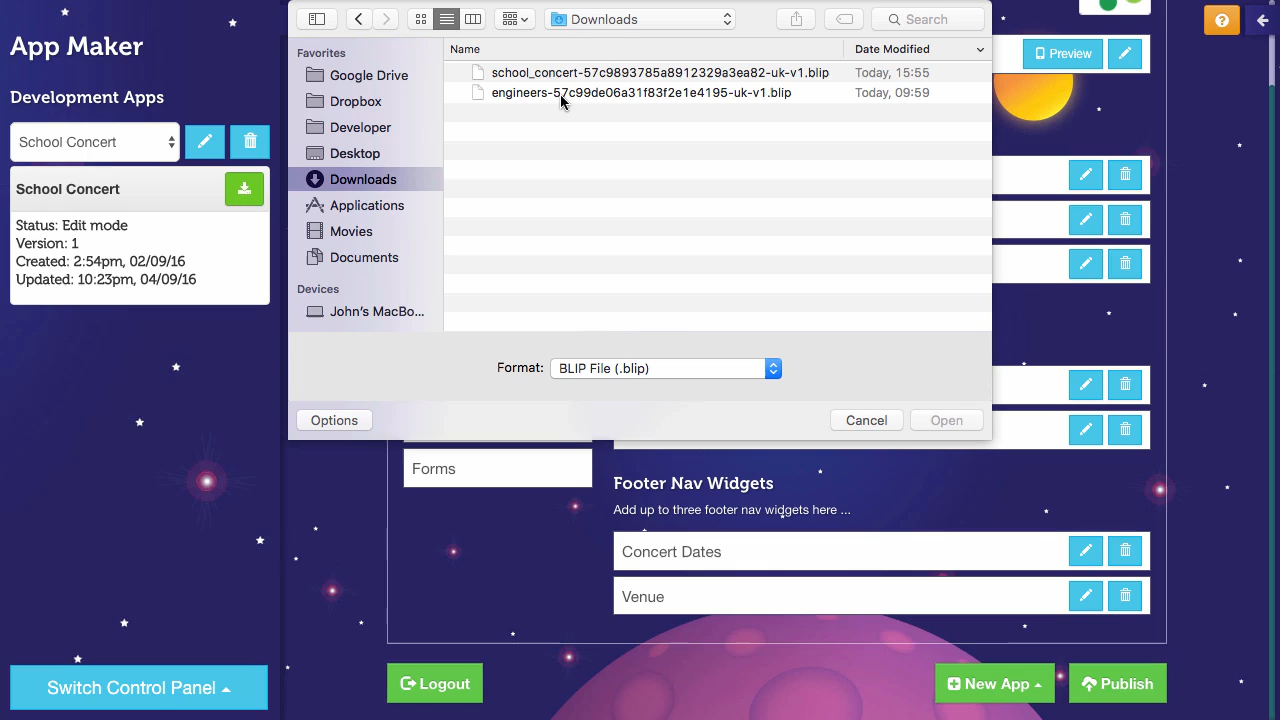 App Maker
Development Apps
School Concert
School Concert
Status: Edit mode
Version: 1
Created: 2:54pm, 02/09/16
Updated: 10:23pm, 04/09/16
Switch Control Panel
Downloads
Search
Favorites
Google Drive
Dropbox
Developer
Desktop
Downloads
Applications
Movies
Documents
Devices
John's MacBo...
Name
Date Modified
school_concert-57c9893785a8912329a3ea82-uk-v1.blip
Today, 15:55
engineers-57c99de06a31f83f2e1e4195-uk-v1.blip
Today, 09:59
Format:
BLIP File (.blip)
Options
Cancel
Open
Preview
?
Forms
Footer Nav Widgets
Add up to three footer nav widgets here ...
Concert Dates
Venue
Logout
New App
Publish